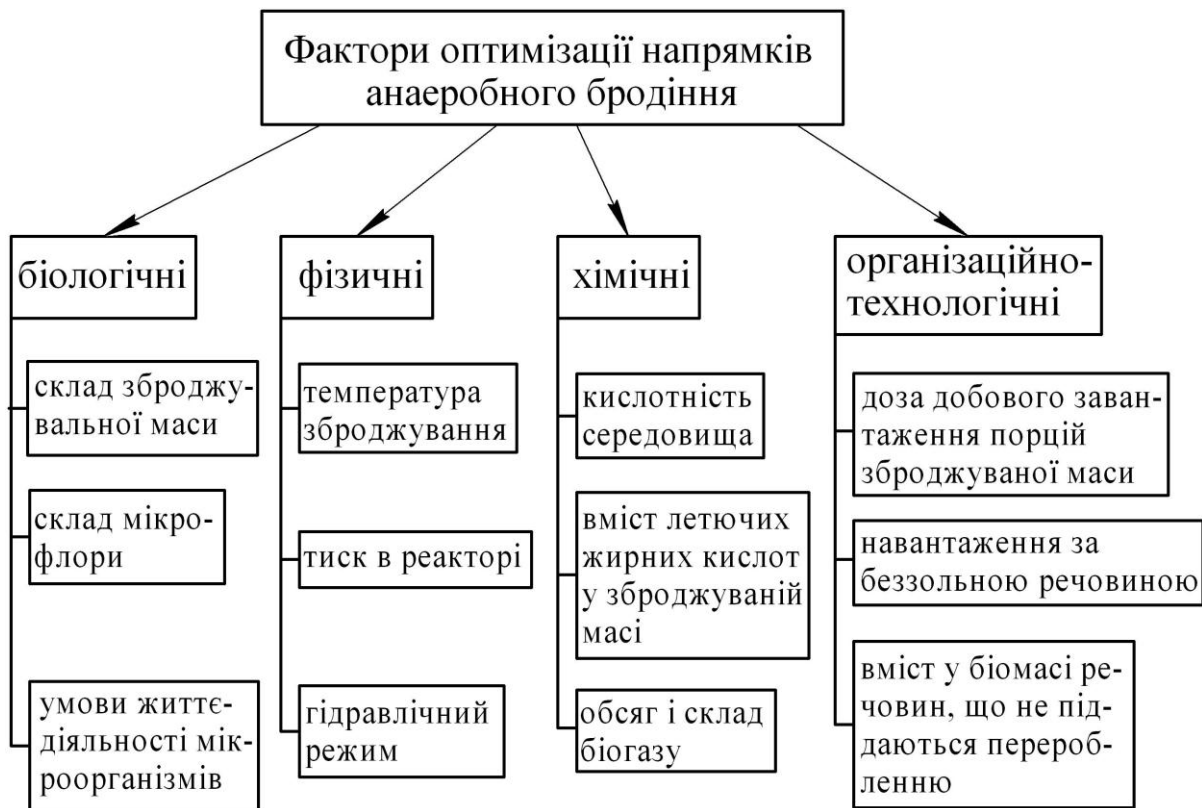 Фактори оптимізації напрямків
анаеробного бродіння
біологічні
склад зброджу-
вальної маси
склад мікро-
флори
умови життє-
діяльності мік-
роорганізмів
фізичні
температура
зброджування
тиск в реакторі
гідравлічний
режим
хімічні
кислотність
середовища
вміст летючих
жирних кислот
у зброджуваній
масі
обсяг і склад
біогазу
організаційно-
технологічні
доза добового заван-
таження порцій
зброджуваної маси
навантаження за
беззольною речовиною
вміст у біомасі ре-
човин, що не під-
даються перероб-
ленню